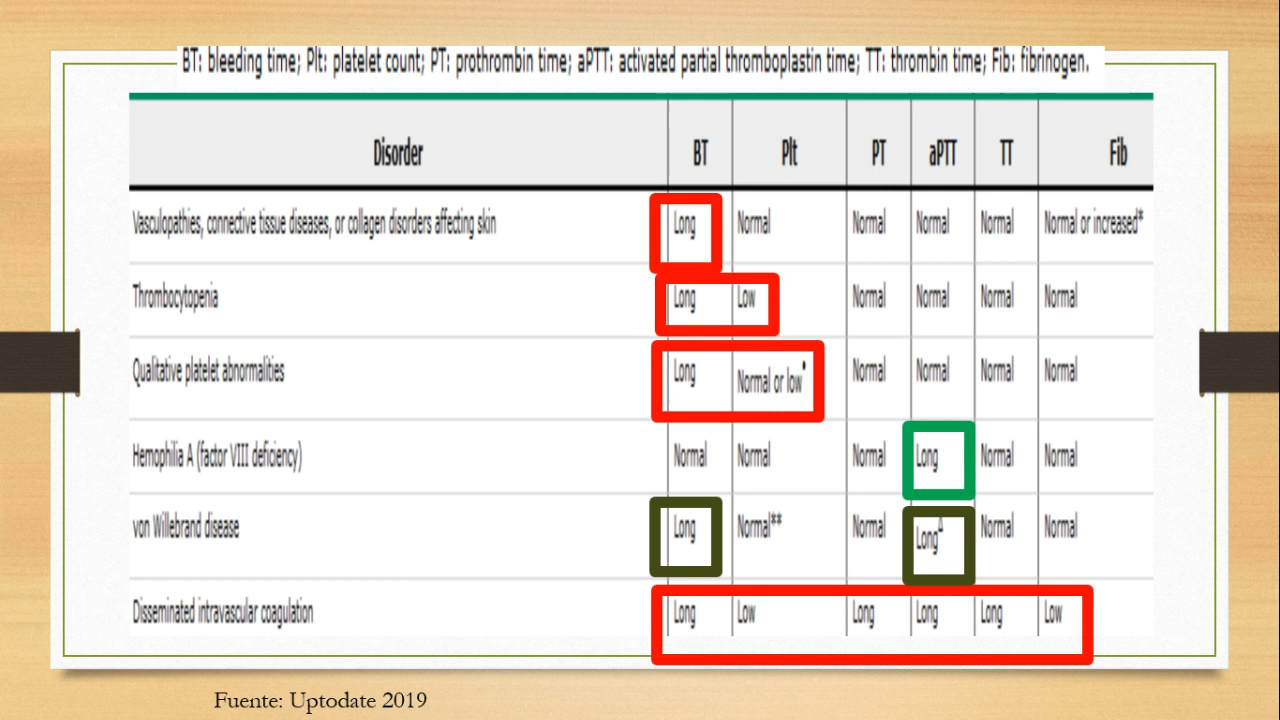 BT: bleeding time; Plt: platelet count; PT: prothrombin time; aPTT: activated partial thromboplastin time; TT: thrombin time; Fib: fibrinogen.
Disorder BT Plt PT aPTT TT Fib
Vasculopathies, connective tissue diseases, or collagen disorders affecting skin Long Normal Normal Normal Normal Normal or increased*
Thrombocytopenia Long Low Normal Normal Normal Normal
Qualitative platelet abnormalities Long Normal or low• Normal Normal Normal Normal
Hemophilia A (factor VIII deficiency) Normal Normal Normal Long Normal Normal
von Willebrand disease Long Normal** Normal LongΔ Normal Normal
Disseminated intravascular coagulation Long Low Long Long Long Low
Fuente: Uptodate 2019